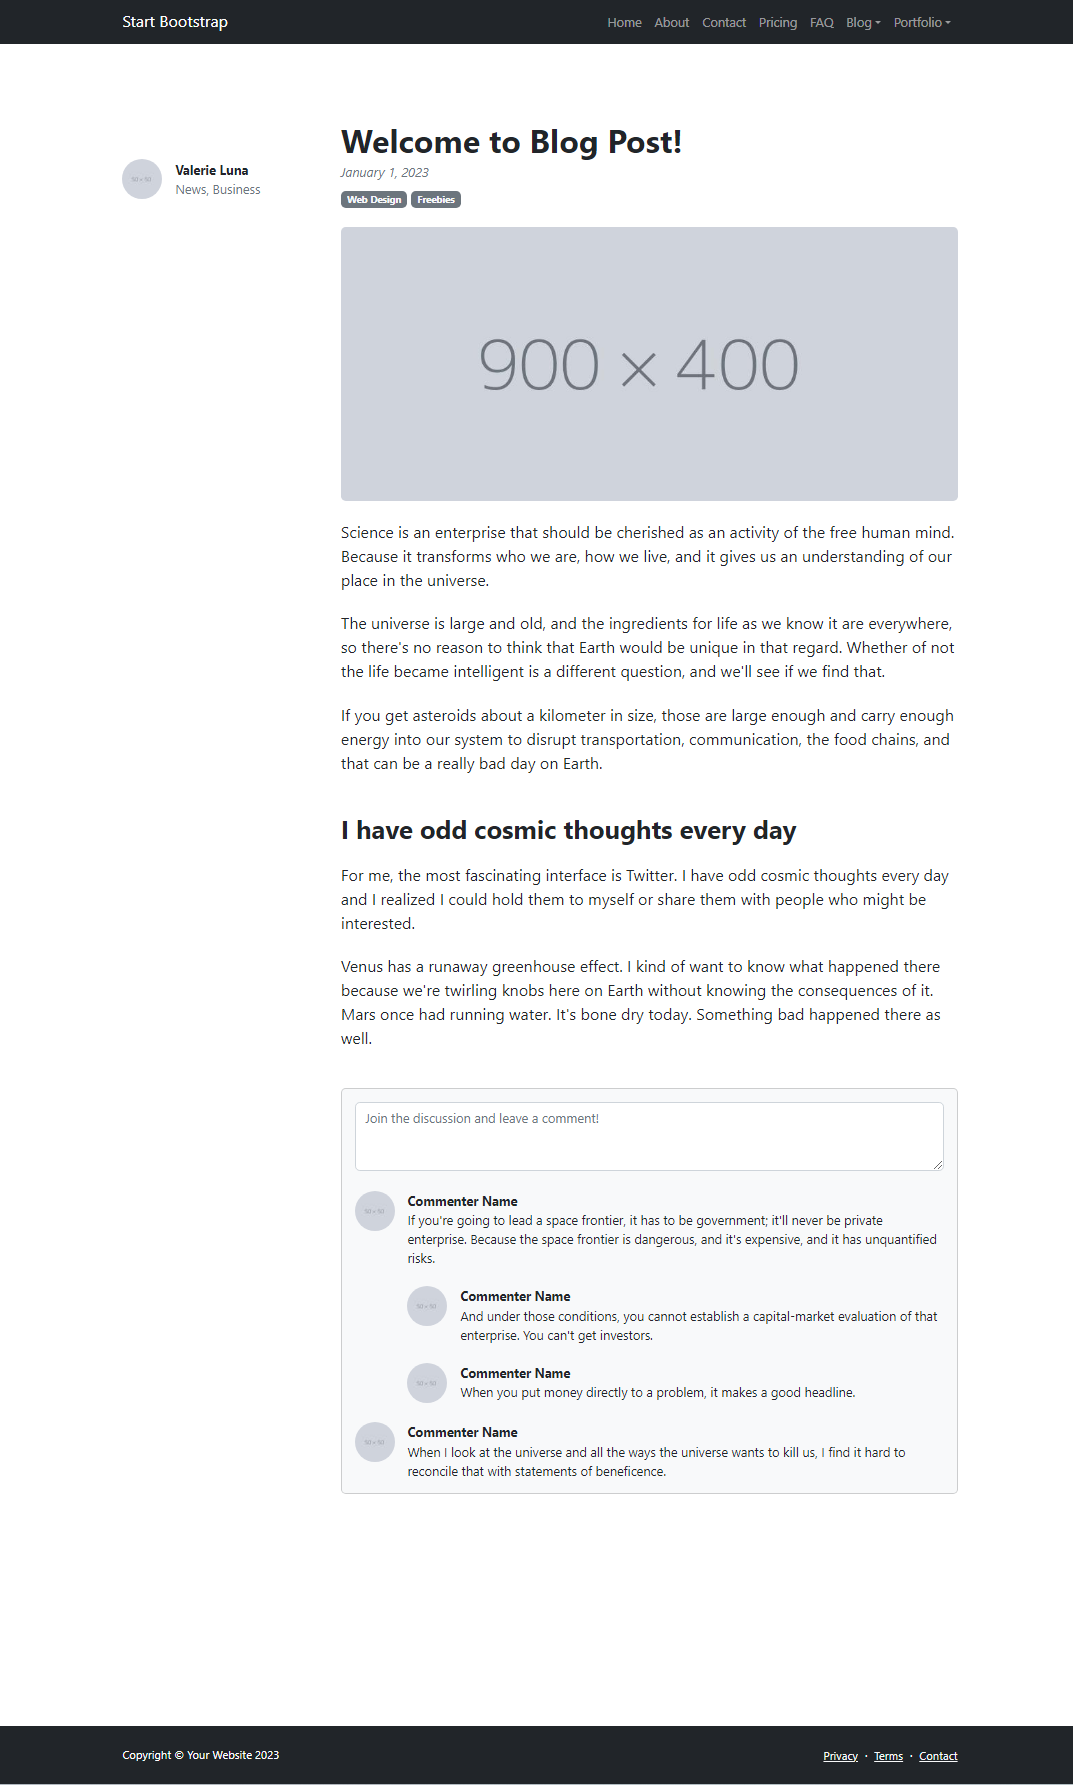 Start Bootstrap
Home About Contact Pricing FAQ Blog Portfolio
Valerie Luna
News, Business
Welcome to Blog Post!
January 1, 2023
Web Design Freebies
900 × 400
Science is an enterprise that should be cherished as an activity of the free human mind.
Because it transforms who we are, how we live, and it gives us an understanding of our
place in the universe.
The universe is large and old, and the ingredients for life as we know it are everywhere,
so there's no reason to think that Earth would be unique in that regard. Whether of not
the life became intelligent is a different question, and we'll see if we find that.
If you get asteroids about a kilometer in size, those are large enough and carry enough
energy into our system to disrupt transportation, communication, the food chains, and
that can be a really bad day on Earth.
I have odd cosmic thoughts every day
For me, the most fascinating interface is Twitter. I have odd cosmic thoughts every day
and I realized I could hold them to myself or share them with people who might be
interested.
Venus has a runaway greenhouse effect. I kind of want to know what happened there
because we're twirling knobs here on Earth without knowing the consequences of it.
Mars once had running water. It's bone dry today. Something bad happened there as
well.
Join the discussion and leave a comment!
Commenter Name
If you're going to lead a space frontier, it has to be government; it'll never be private
enterprise. Because the space frontier is dangerous, and it's expensive, and it has unquantified
risks.
Commenter Name
And under those conditions, you cannot establish a capital-market evaluation of that
enterprise. You can't get investors.
Commenter Name
When you put money directly to a problem, it makes a good headline.
Commenter Name
When I look at the universe and all the ways the universe wants to kill us, I find it hard to
reconcile that with statements of beneficence.
Copyright © Your Website 2023
Privacy · Terms · Contact